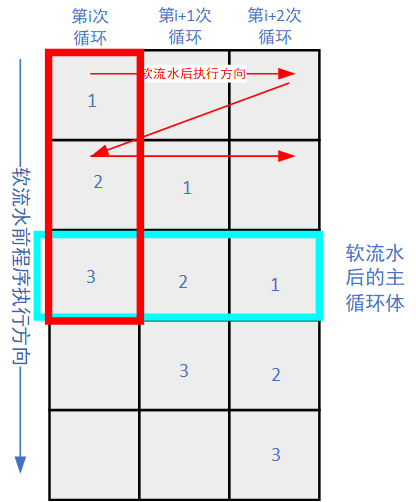 第i次
循环
第i+1次
循环
第i+2次
循环
软流水后执行方向
1
2
1
3
2
1
3
2
3
软流水前程序执行方向
软流水
后的主
循环体